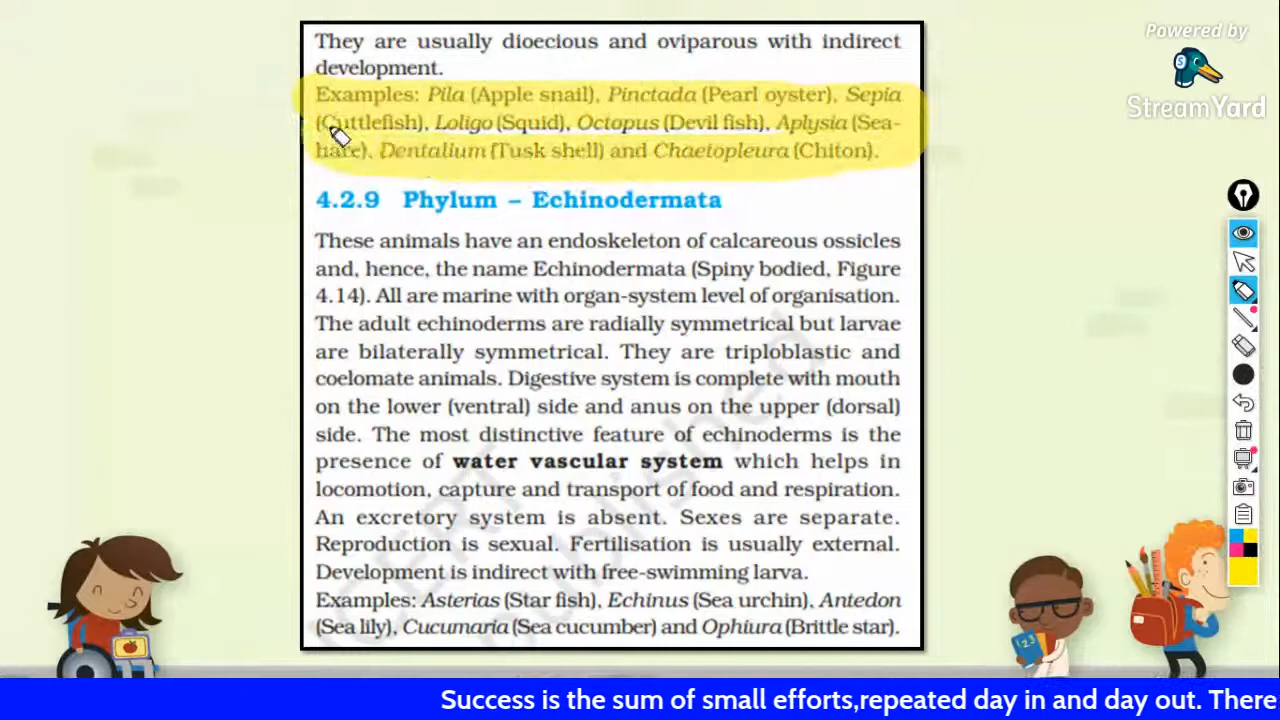 They are usually dioecious and oviparous with indirect
development.
Examples: Pila (Apple snail), Pinctada (Pearl oyster), Sepia
(Cuttlefish), Loligo (Squid), Octopus (Devil fish), Aplysia (Sea-
hare), Dentalium (Tusk shell) and Chaetopleura (Chiton).
4.2.9 Phylum – Echinodermata
These animals have an endoskeleton of calcareous ossicles
and, hence, the name Echinodermata (Spiny bodied, Figure
4.14). All are marine with organ-system level of organisation.
The adult echinoderms are radially symmetrical but larvae
are bilaterally symmetrical. They are triploblastic and
coelomate animals. Digestive system is complete with mouth
on the lower (ventral) side and anus on the upper (dorsal)
side. The most distinctive feature of echinoderms is the
presence of water vascular system which helps in
locomotion, capture and transport of food and respiration.
An excretory system is absent. Sexes are separate.
Reproduction is sexual. Fertilisation is usually external.
Development is indirect with free-swimming larva.
Examples: Asterias (Star fish), Echinus (Sea urchin), Antedon
(Sea lily), Cucumaria (Sea cucumber) and Ophiura (Brittle star).
Powered by
StreamYard
1 2 3
Success is the sum of small efforts,repeated day in and day out. There